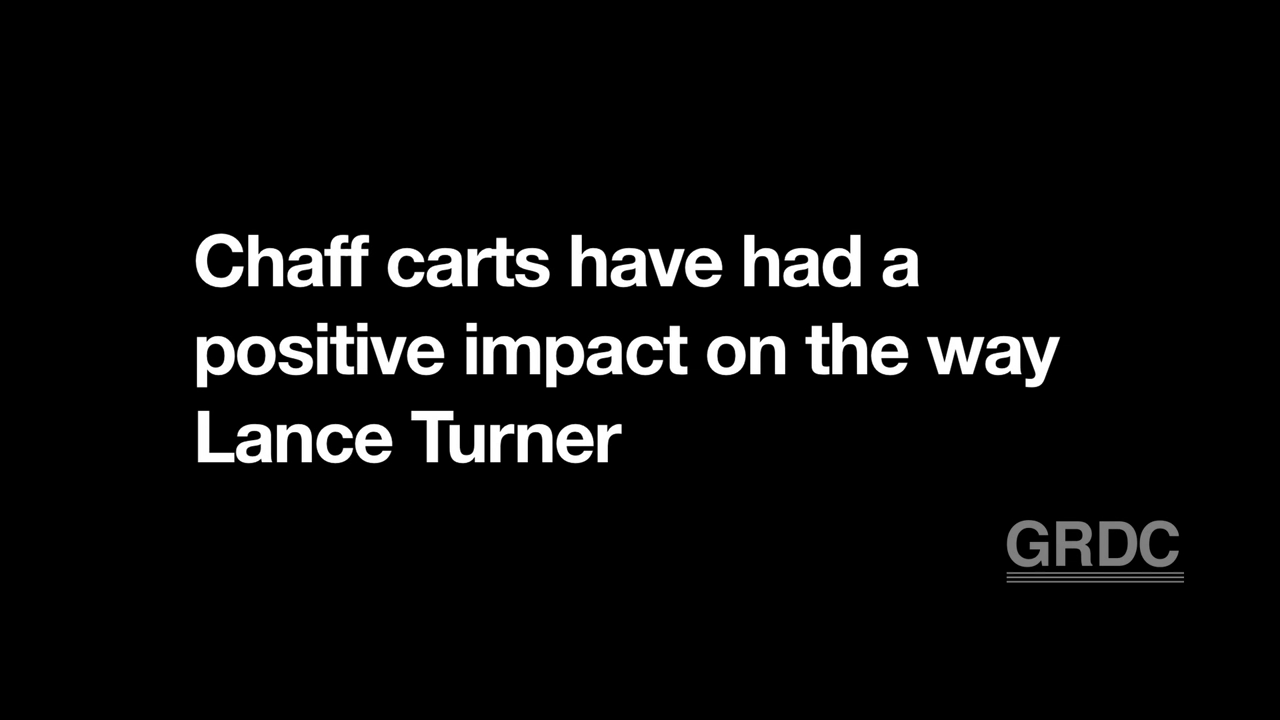 Chaff carts have had a
positive impact on the way
Lance Turner
GRDC